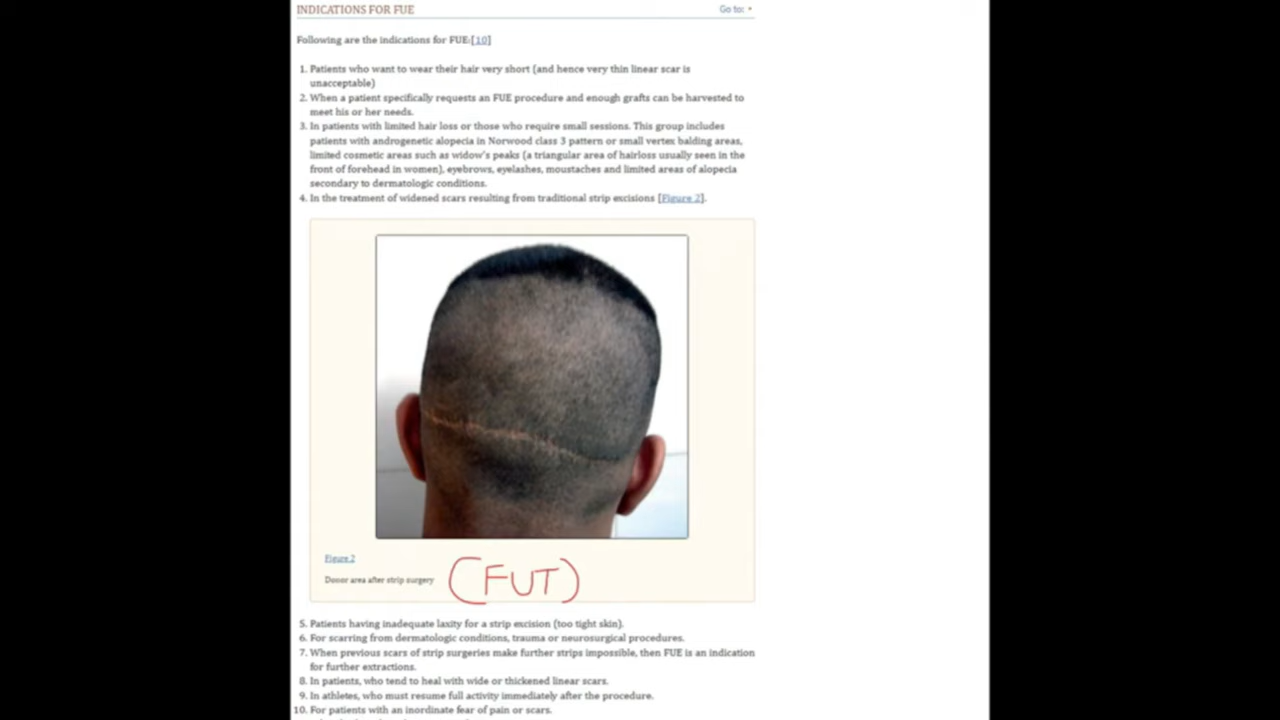 INDICATIONS FOR FUE
Go to:
Following are the indications for FUE:[10]
1. Patients who want to wear their hair very short (and hence very thin linear scar is
unacceptable)
2. When a patient specifically requests an FUE procedure and enough grafts can be harvested to
meet his or her needs.
3. In patients with limited hair loss or those who require small sessions. This group includes
patients with androgenetic alopecia in Norwood class 3 pattern or small vertex balding areas,
limited cosmetic areas such as widow's peaks (a triangular area of hairloss usually seen in the
front of forehead in women), eyebrows, eyelashes, moustaches and limited areas of alopecia
secondary to dermatologic conditions.
4. In the treatment of widened scars resulting from traditional strip excisions [Figure 2].
Figure 2
Donor area after strip surgery
(FUT)
5. Patients having inadequate laxity for a strip excision (too tight skin).
6. For scarring from dermatologic conditions, trauma or neurosurgical procedures.
7. When previous scars of strip surgeries make further strips impossible, then FUE is an indication
for further extractions.
8. In patients, who tend to heal with wide or thickened linear scars.
9. In athletes, who must resume full activity immediately after the procedure.
10. For patients with an inordinate fear of pain or scars.